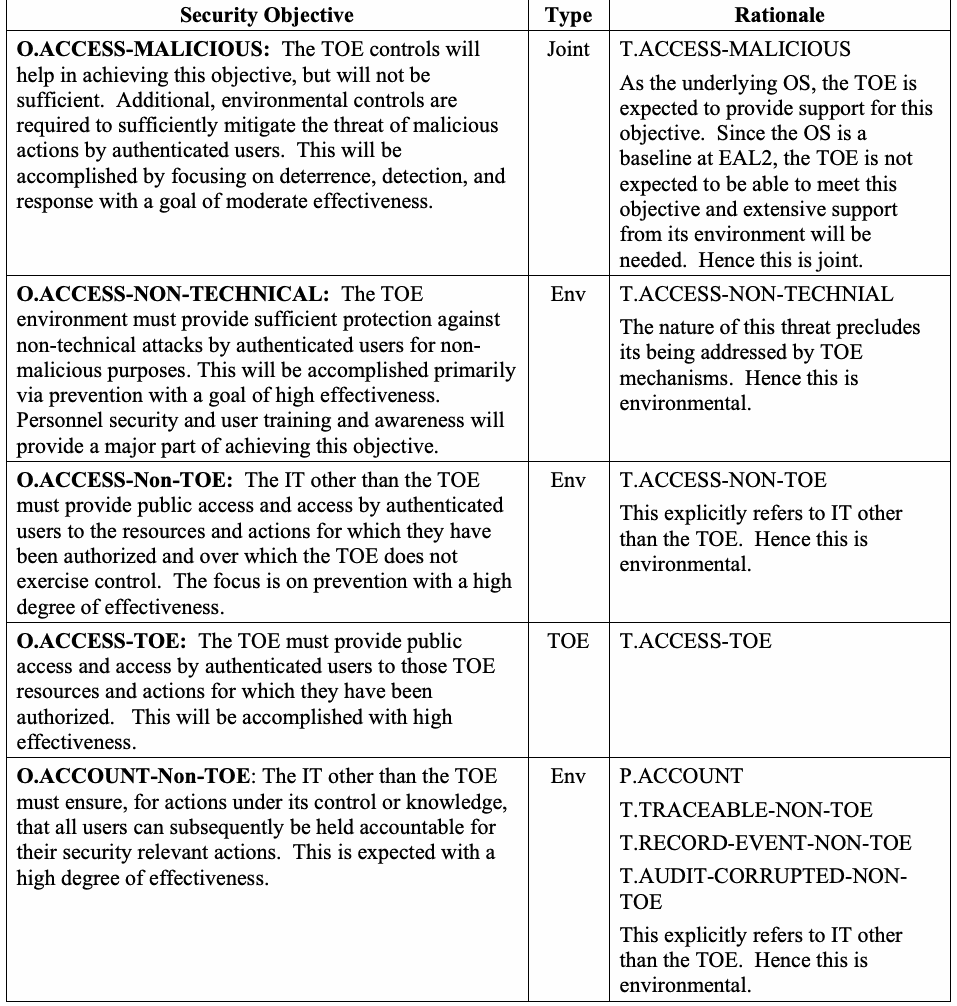 Security Objective
Type
Rationale
O.ACCESS-MALICIOUS:  The TOE controls will
help in achieving this objective, but will not be
sufficient.  Additional, environmental controls are
required to sufficiently mitigate the threat of malicious
actions by authenticated users.  This will be
accomplished by focusing on deterrence, detection, and
response with a goal of moderate effectiveness.
Joint
T.ACCESS-MALICIOUS
As the underlying OS, the TOE is
expected to provide support for this
objective.  Since the OS is a
baseline at EAL2, the TOE is not
expected to be able to meet this
objective and extensive support
from its environment will be
needed.  Hence this is joint.
O.ACCESS-NON-TECHNICAL:  The TOE
environment must provide sufficient protection against
non-technical attacks by authenticated users for non-
malicious purposes. This will be accomplished primarily
via prevention with a goal of high effectiveness.
Personnel security and user training and awareness will
provide a major part of achieving this objective.
Env
T.ACCESS-NON-TECHNIAL
The nature of this threat precludes
its being addressed by TOE
mechanisms.  Hence this is
environmental.
O.ACCESS-Non-TOE:  The IT other than the TOE
must provide public access and access by authenticated
users to the resources and actions for which they have
been authorized and over which the TOE does not
exercise control.  The focus is on prevention with a high
degree of effectiveness.
Env
T.ACCESS-NON-TOE
This explicitly refers to IT other
than the TOE.  Hence this is
environmental.
O.ACCESS-TOE:  The TOE must provide public
access and access by authenticated users to those TOE
resources and actions for which they have been
authorized.   This will be accomplished with high
effectiveness.
TOE
T.ACCESS-TOE
O.ACCOUNT-Non-TOE: The IT other than the TOE
must ensure, for actions under its control or knowledge,
that all users can subsequently be held accountable for
their security relevant actions.  This is expected with a
high degree of effectiveness.
Env
P.ACCOUNT
T.TRACEABLE-NON-TOE
T.RECORD-EVENT-NON-TOE
T.AUDIT-CORRUPTED-NON-
TOE
This explicitly refers to IT other
than the TOE.  Hence this is
environmental.